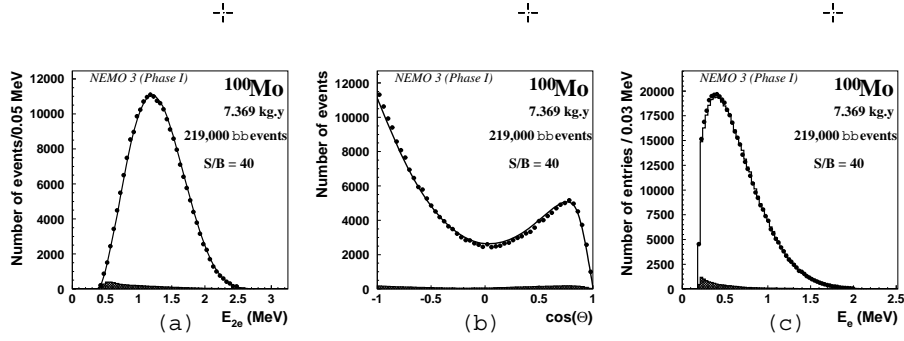 NEMO 3 (Phase I)
100Mo
7.369 kg.y
219,000 bb events
S/B = 40
Number of events/0.05 MeV
12000
10000
8000
6000
4000
2000
0
0 0.5 1 1.5 2 2.5 3
E2e (MeV)
(a)
NEMO 3 (Phase I)
100Mo
7.369 kg.y
219,000 bb events
S/B = 40
Number of events
12000
10000
8000
6000
4000
2000
0
-1 -0.5 0 0.5 1
cos(Θ)
(b)
NEMO 3 (Phase I)
100Mo
7.369 kg.y
219,000 bb events
S/B = 40
Number of entries / 0.03 MeV
20000
17500
15000
12500
10000
7500
5000
2500
0
0 0.5 1 1.5 2 2.5
Ee (MeV)
(c)